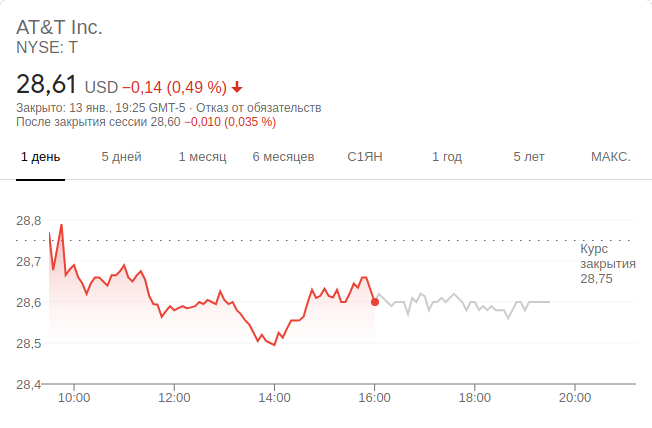 AT&T Inc.
NYSE: T
28,61 USD −0,14 (0,49 %)
Закрыто: 13 янв., 19:25 GMT-5 · Отказ от обязательств
После закрытия сессии 28,60 −0,010 (0,035 %)
1 день 5 дней 1 месяц 6 месяцев С1ЯН 1 год 5 лет МАКС.
28,8
Курс
28,7
закрытия
28,75
28,6
28,5
28,4
10:00 12:00 14:00 16:00 18:00 20:00